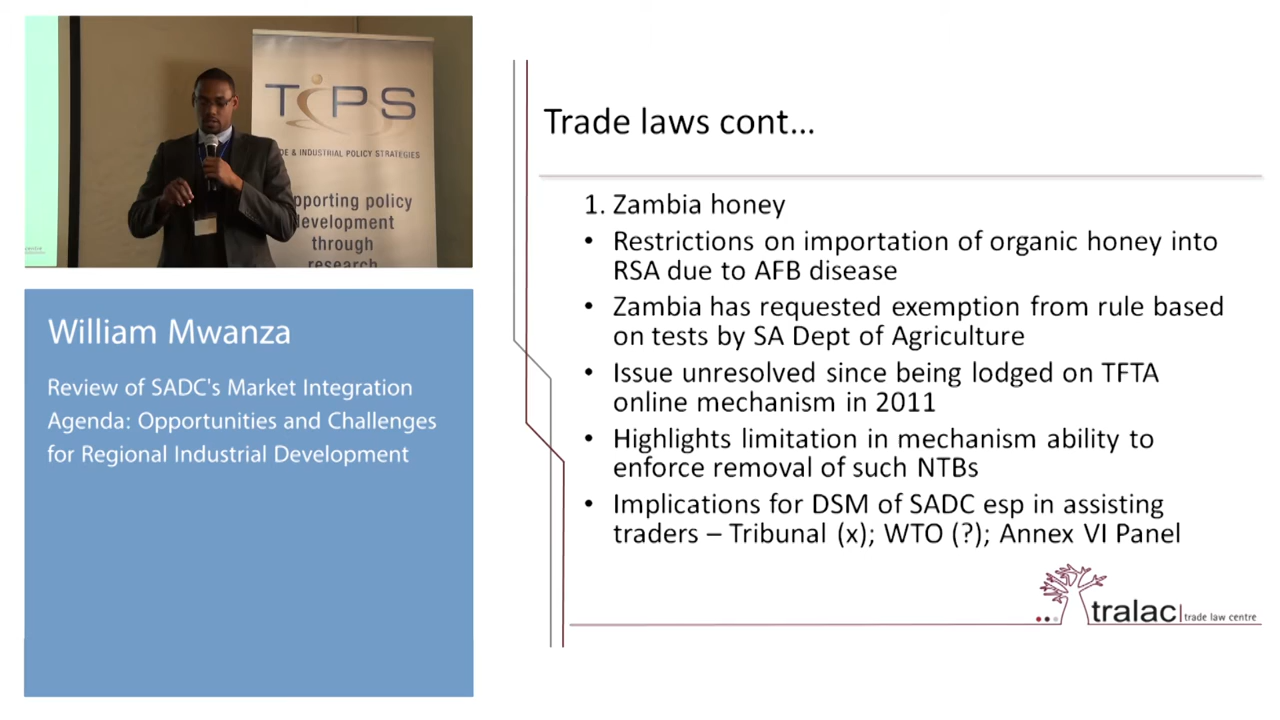 TiPS
DE & INDUSTRIAL POLICY STRATEGIES
pporting policy
development
through
research
centre
William Mwanza
Review of SADC's Market Integration
Agenda: Opportunities and Challenges
for Regional Industrial Development
Trade laws cont…
1. Zambia honey
• Restrictions on importation of organic honey into
RSA due to AFB disease
• Zambia has requested exemption from rule based
on tests by SA Dept of Agriculture
• Issue unresolved since being lodged on TFTA
online mechanism in 2011
• Highlights limitation in mechanism ability to
enforce removal of such NTBs
• Implications for DSM of SADC esp in assisting
traders – Tribunal (x); WTO (?); Annex VI Panel
tralac| trade law centre